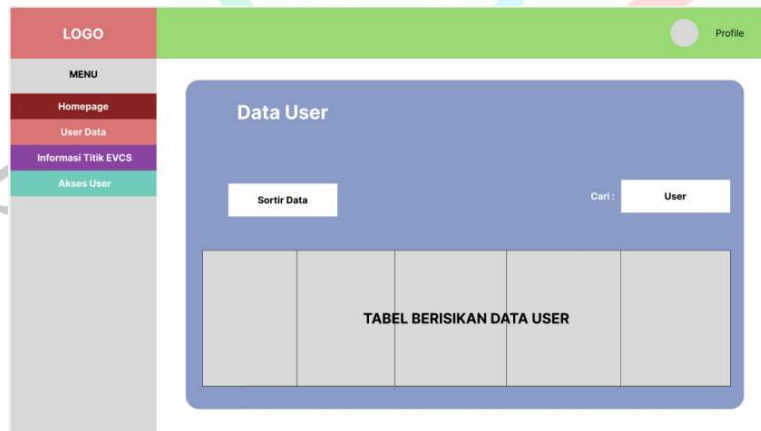 LOGO
Profile
MENU
Homepage
User Data
Informasi Titik EVCS
Akses User
Data User
Sortir Data
Cari :
User
TABEL BERISIKAN DATA USER